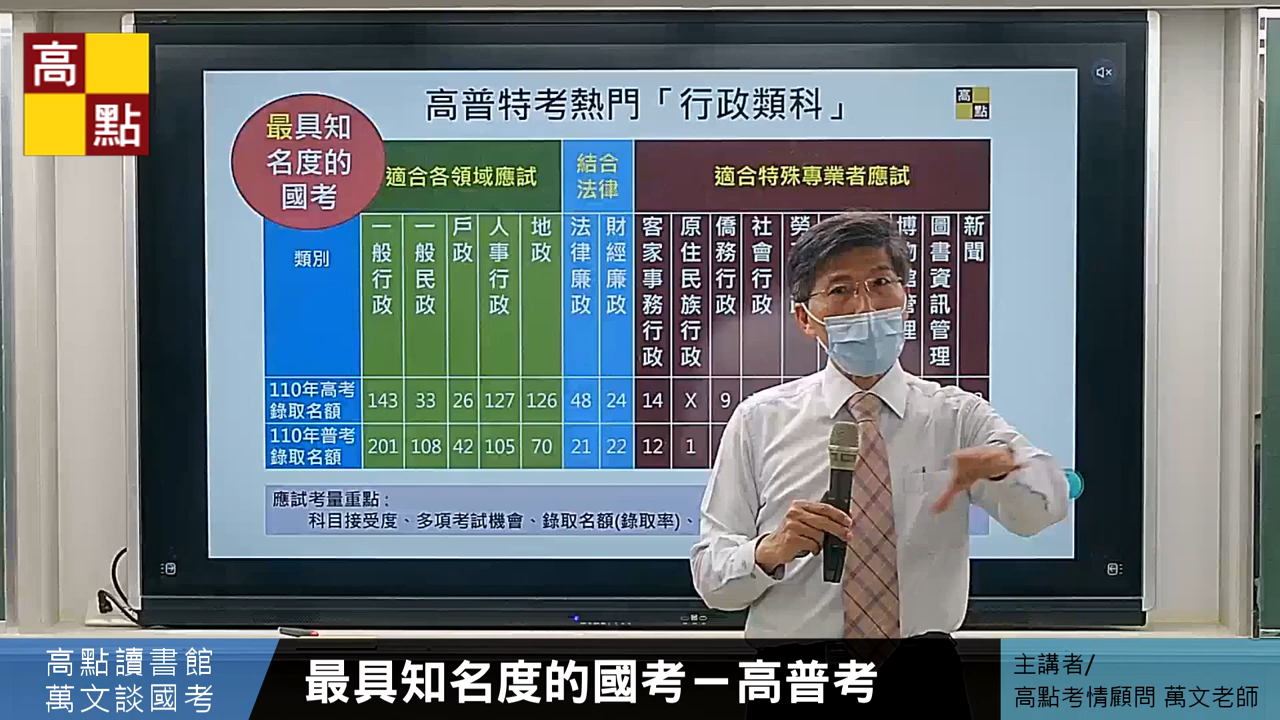 高
點
高普特考熱門「行政類科」
高
點
最具知
名度的
國考
適合各領域應試
結合
法律
適合特殊專業者應試
類別
一般行政
一般民政
戶政
人事行政
地政
法律廉政
財經廉政
客家事務行政
原住民族行政
僑務行政
社會行政
圖書資訊管理
新聞
110年高考
錄取名額
143 33 26 127 126 48 24 14 X 9
110年普考
錄取名額
201 108 42 105 70 21 22 12 1
應試考量重點：
科目接受度、多項考試機會、錄取名額(錄取率)、
高點讀書館
萬文談國考
最具知名度的國考－高普考
主講者/
高點考情顧問 萬文老師